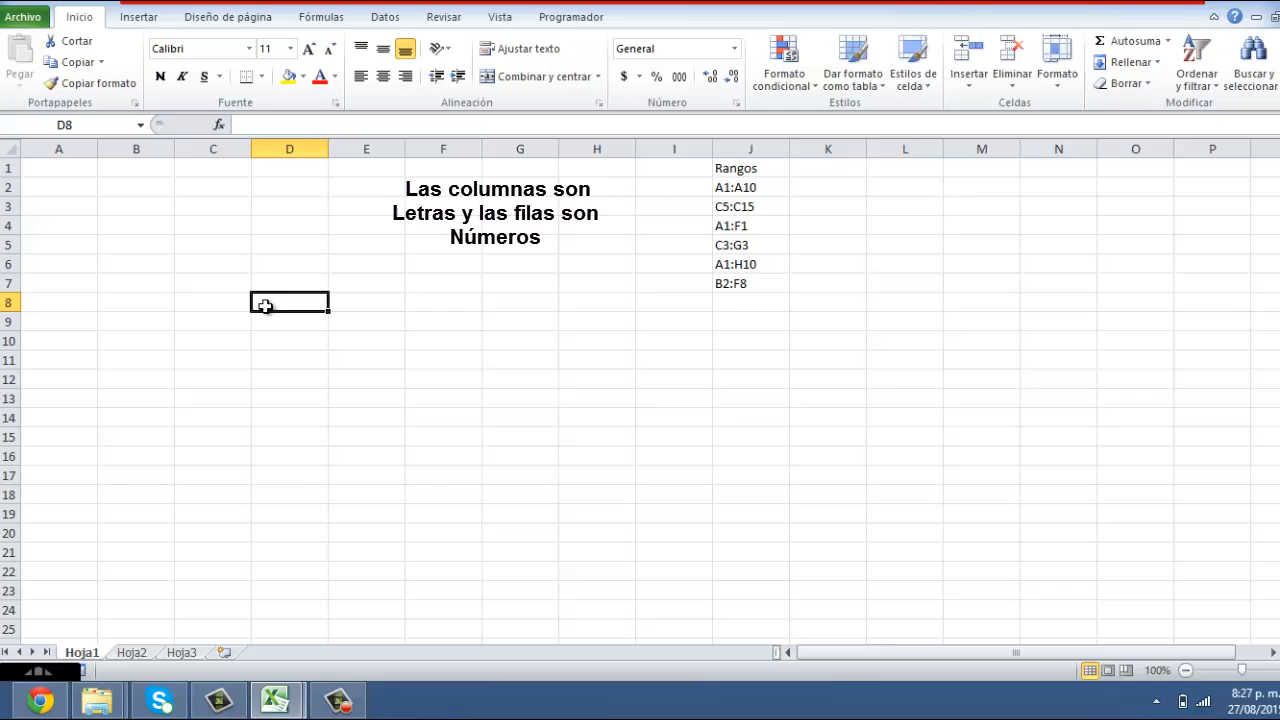 Archivo Inicio Insertar Diseño de página Fórmulas Datos Revisar Vista Programador
Pegar
Cortar
Copiar
Copiar formato
Portapapeles
Calibri 11
N K S
Fuente
Ajustar texto
Combinar y centrar
Alineación
General
$ % 000
Número
Formato
condicional
Dar formato
como tabla
Estilos de
celda
Estilos
Insertar Eliminar Formato
Celdas
Σ Autosuma
Rellenar
Borrar
Ordenar
y filtrar
Buscar y
seleccionar
Modificar
D8 fx
A B C D E F G H I J K L M N O P
1 Rangos
2 A1:A10
3 C5:C15
4 A1:F1
5 C3:G3
6 A1:H10
7 B2:F8
Las columnas son
Letras y las filas son
Números
8
9
10
11
12
13
14
15
16
17
18
19
20
21
22
23
24
25
Hoja1 Hoja2 Hoja3
100%
8:27 p. m.